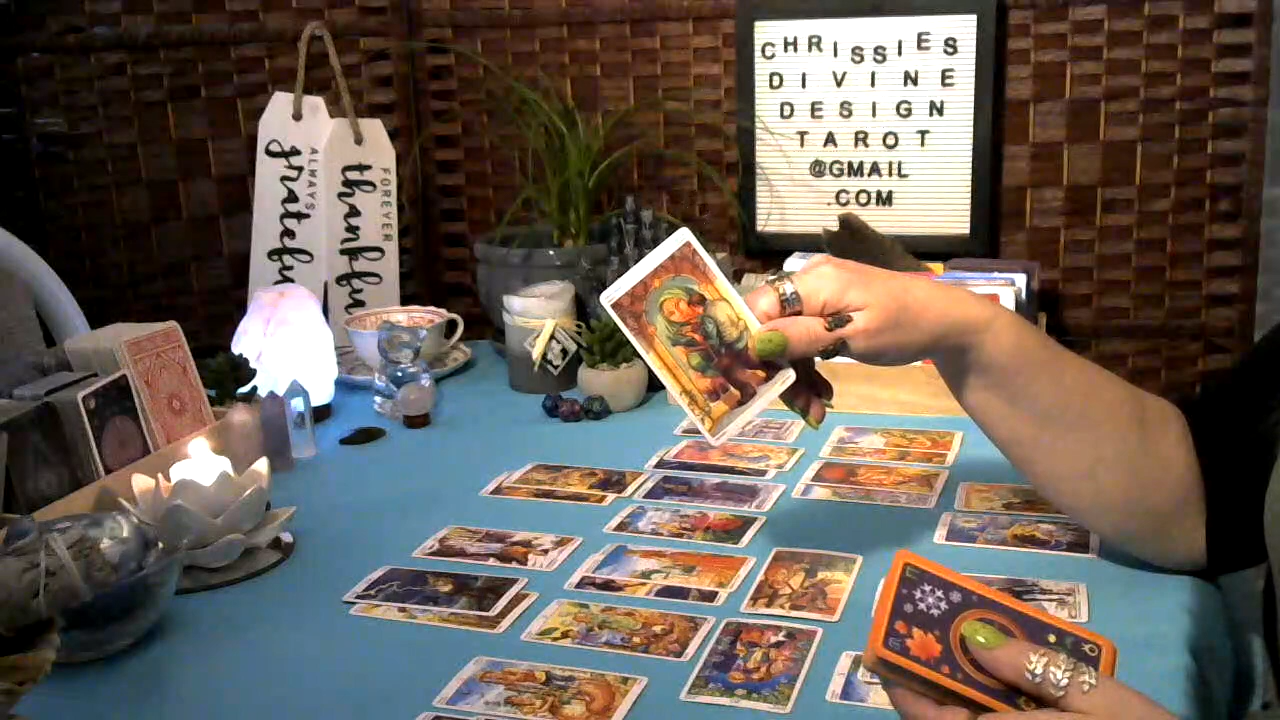 CHRISSIES
DIVINE
DESIGN
TAROT
@GMAIL
.COM
ALWAYS
grateful
FOREVER
thankful